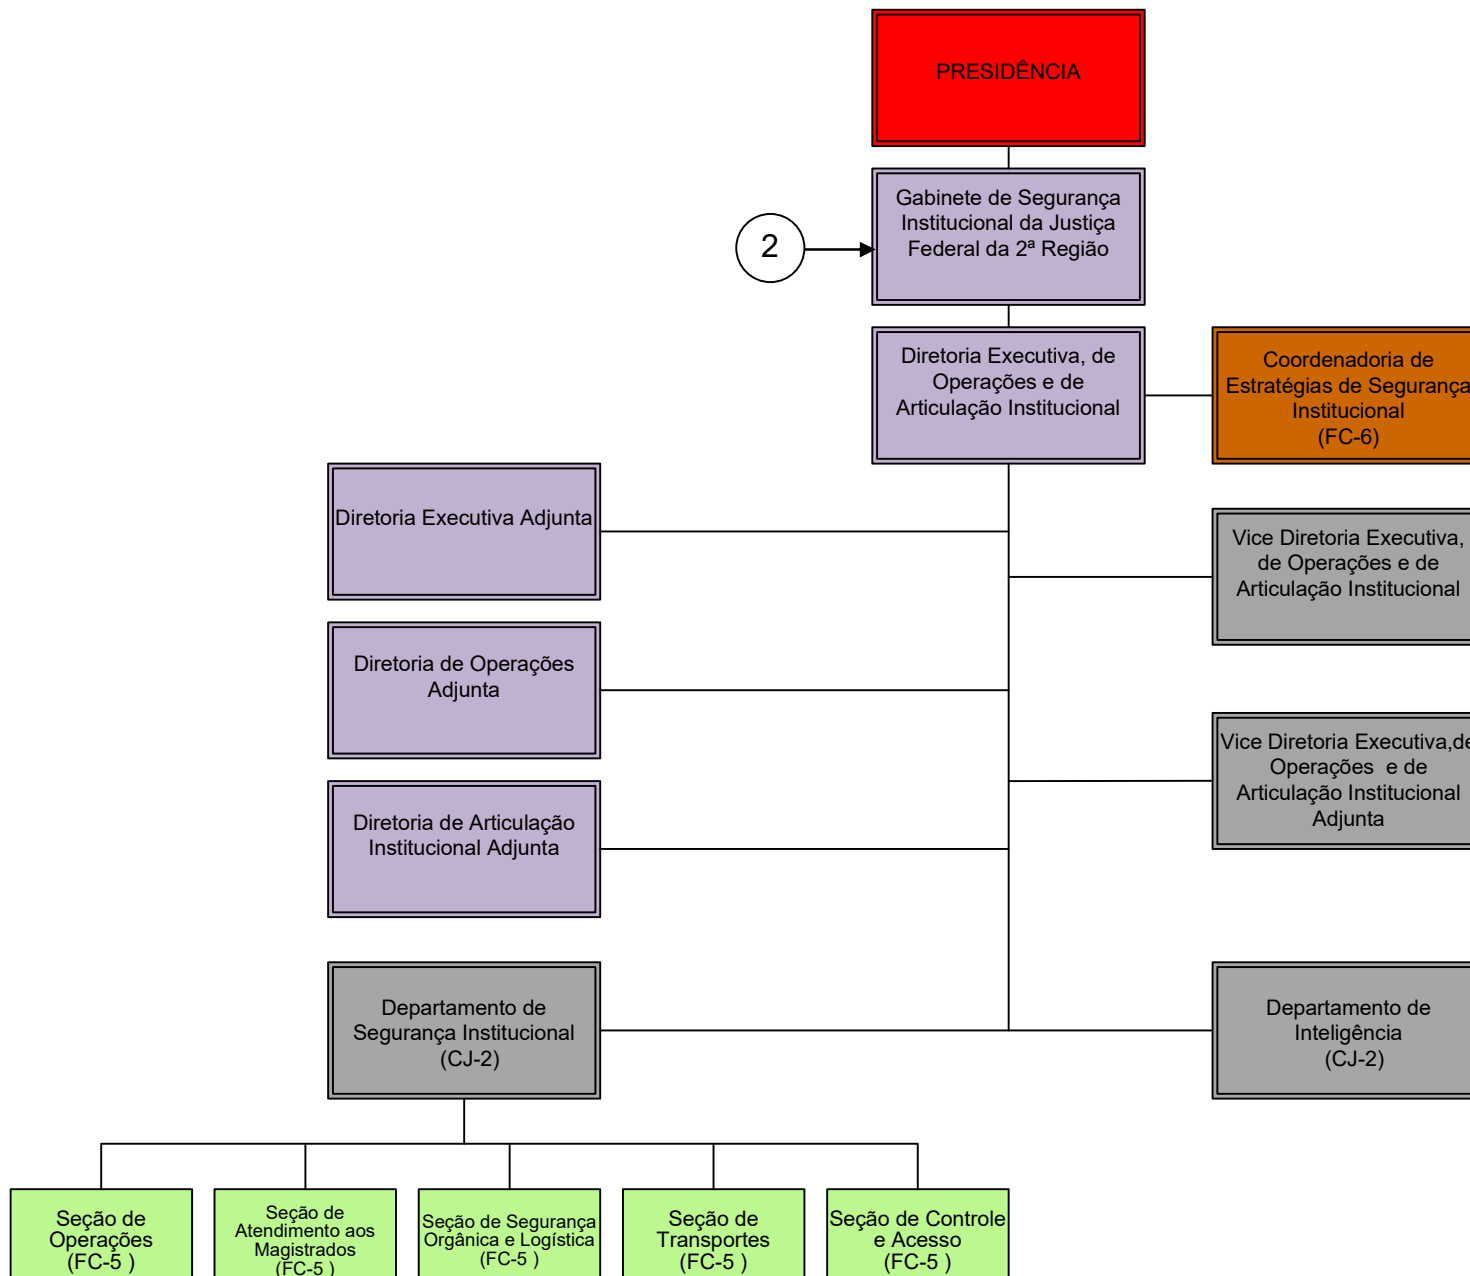 PRESIDÊNCIA
Gabinete de Segurança
Institucional da Justiça
Federal da 2ª Região
2
Diretoria Executiva, de
Operações e de
Articulação Institucional
Coordenadoria de
Estratégias de Segurança
Institucional
(FC-6)
Diretoria Executiva Adjunta
Vice Diretoria Executiva,
de Operações e de
Articulação Institucional
Diretoria de Operações
Adjunta
Vice Diretoria Executiva,de
Operações e de
Articulação Institucional
Adjunta
Diretoria de Articulação
Institucional Adjunta
Departamento de
Segurança Institucional
(CJ-2)
Departamento de
Inteligência
(CJ-2)
Seção de
Operações
(FC-5 )
Seção de
Atendimento aos
Magistrados
(FC-5 )
Seção de Segurança
Orgânica e Logística
(FC-5 )
Seção de
Transportes
(FC-5 )
Seção de Controle
e Acesso
(FC-5 )